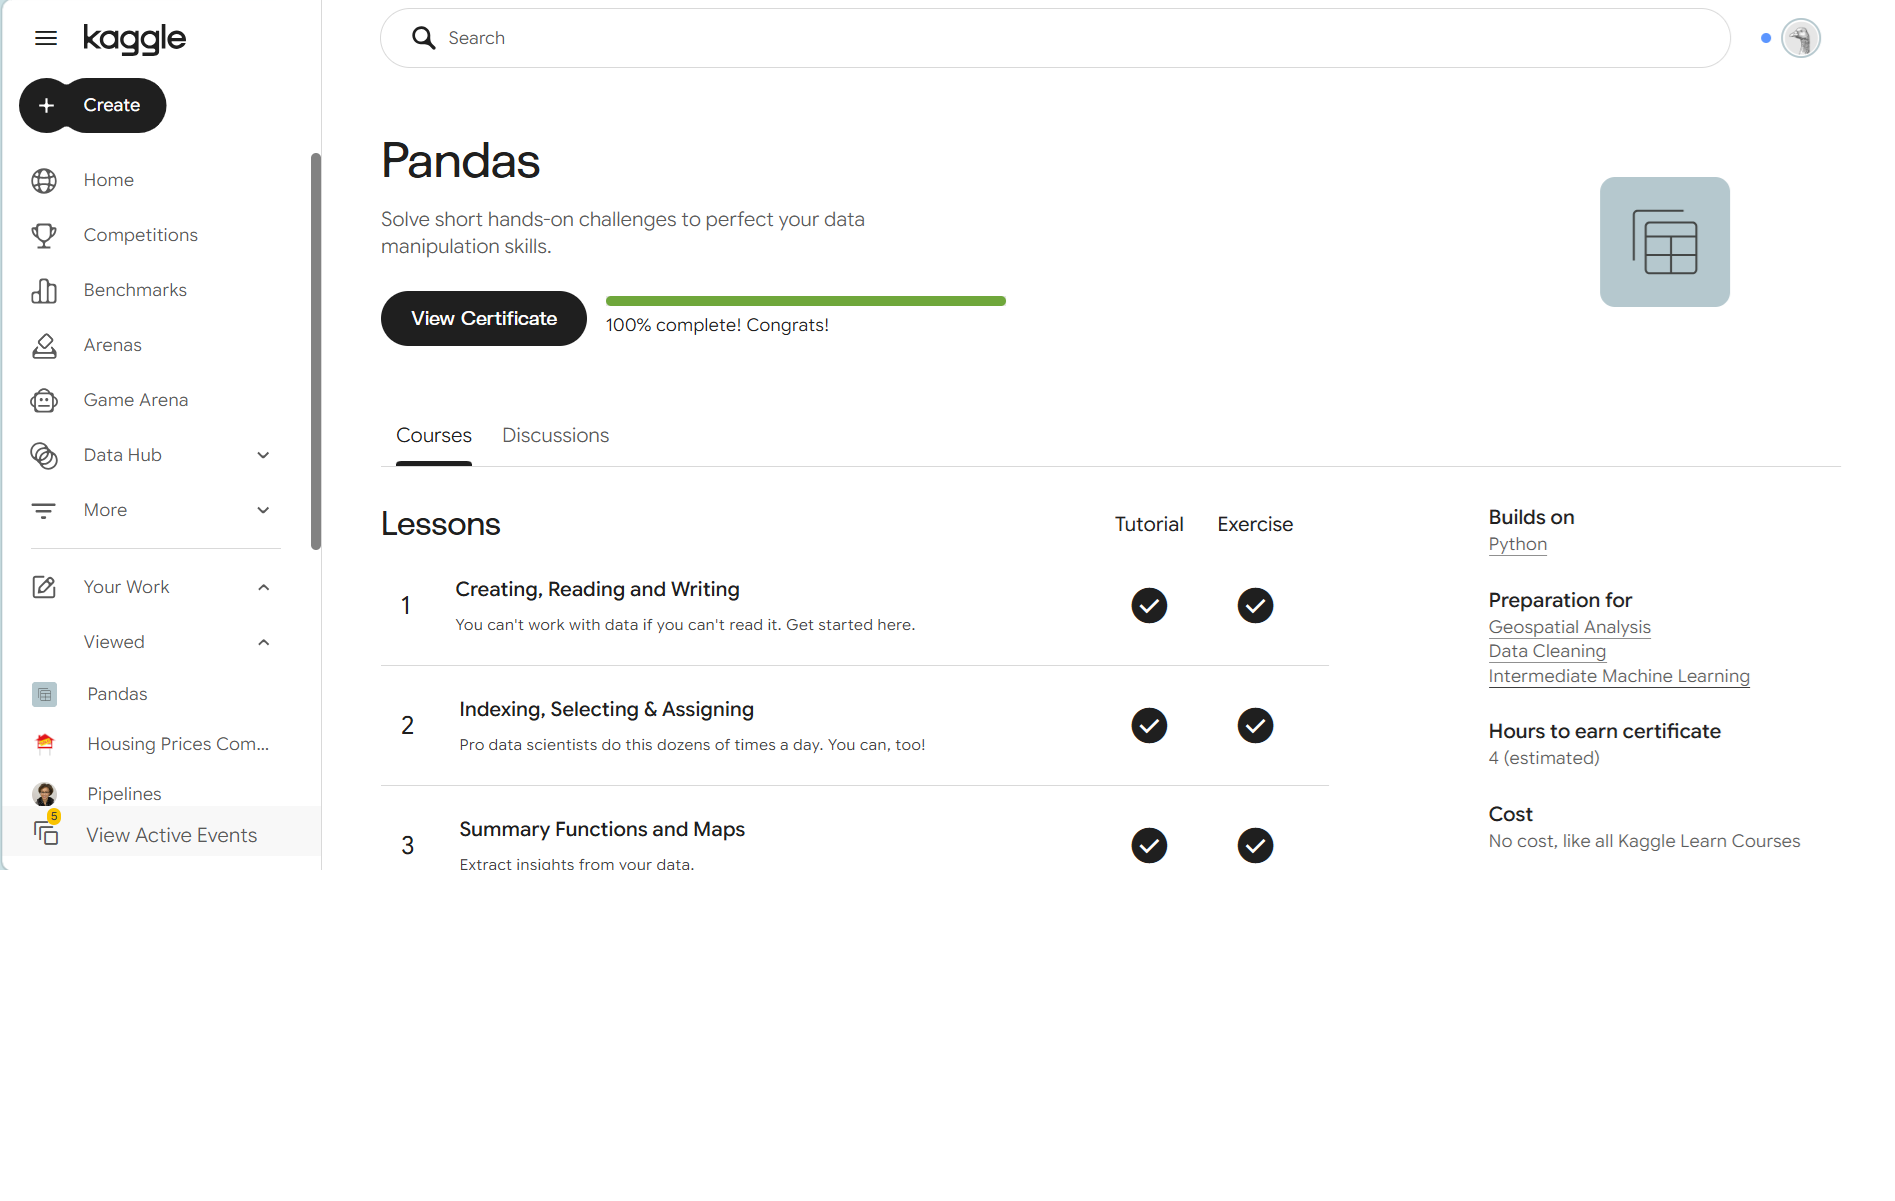 kaggle
Search
Create
Home
Competitions
Benchmarks
Arenas
Game Arena
Data Hub
More
Your Work
Viewed
Pandas
Housing Prices Com...
Pipelines
5
View Active Events
Pandas
Solve short hands-on challenges to perfect your data
manipulation skills.
View Certificate
100% complete! Congrats!
Courses
Discussions
Lessons
Tutorial
Exercise
1
Creating, Reading and Writing
You can't work with data if you can't read it. Get started here.
2
Indexing, Selecting & Assigning
Pro data scientists do this dozens of times a day. You can, too!
3
Summary Functions and Maps
Extract insights from your data.
Builds on
Python
Preparation for
Geospatial Analysis
Data Cleaning
Intermediate Machine Learning
Hours to earn certificate
4 (estimated)
Cost
No cost, like all Kaggle Learn Courses